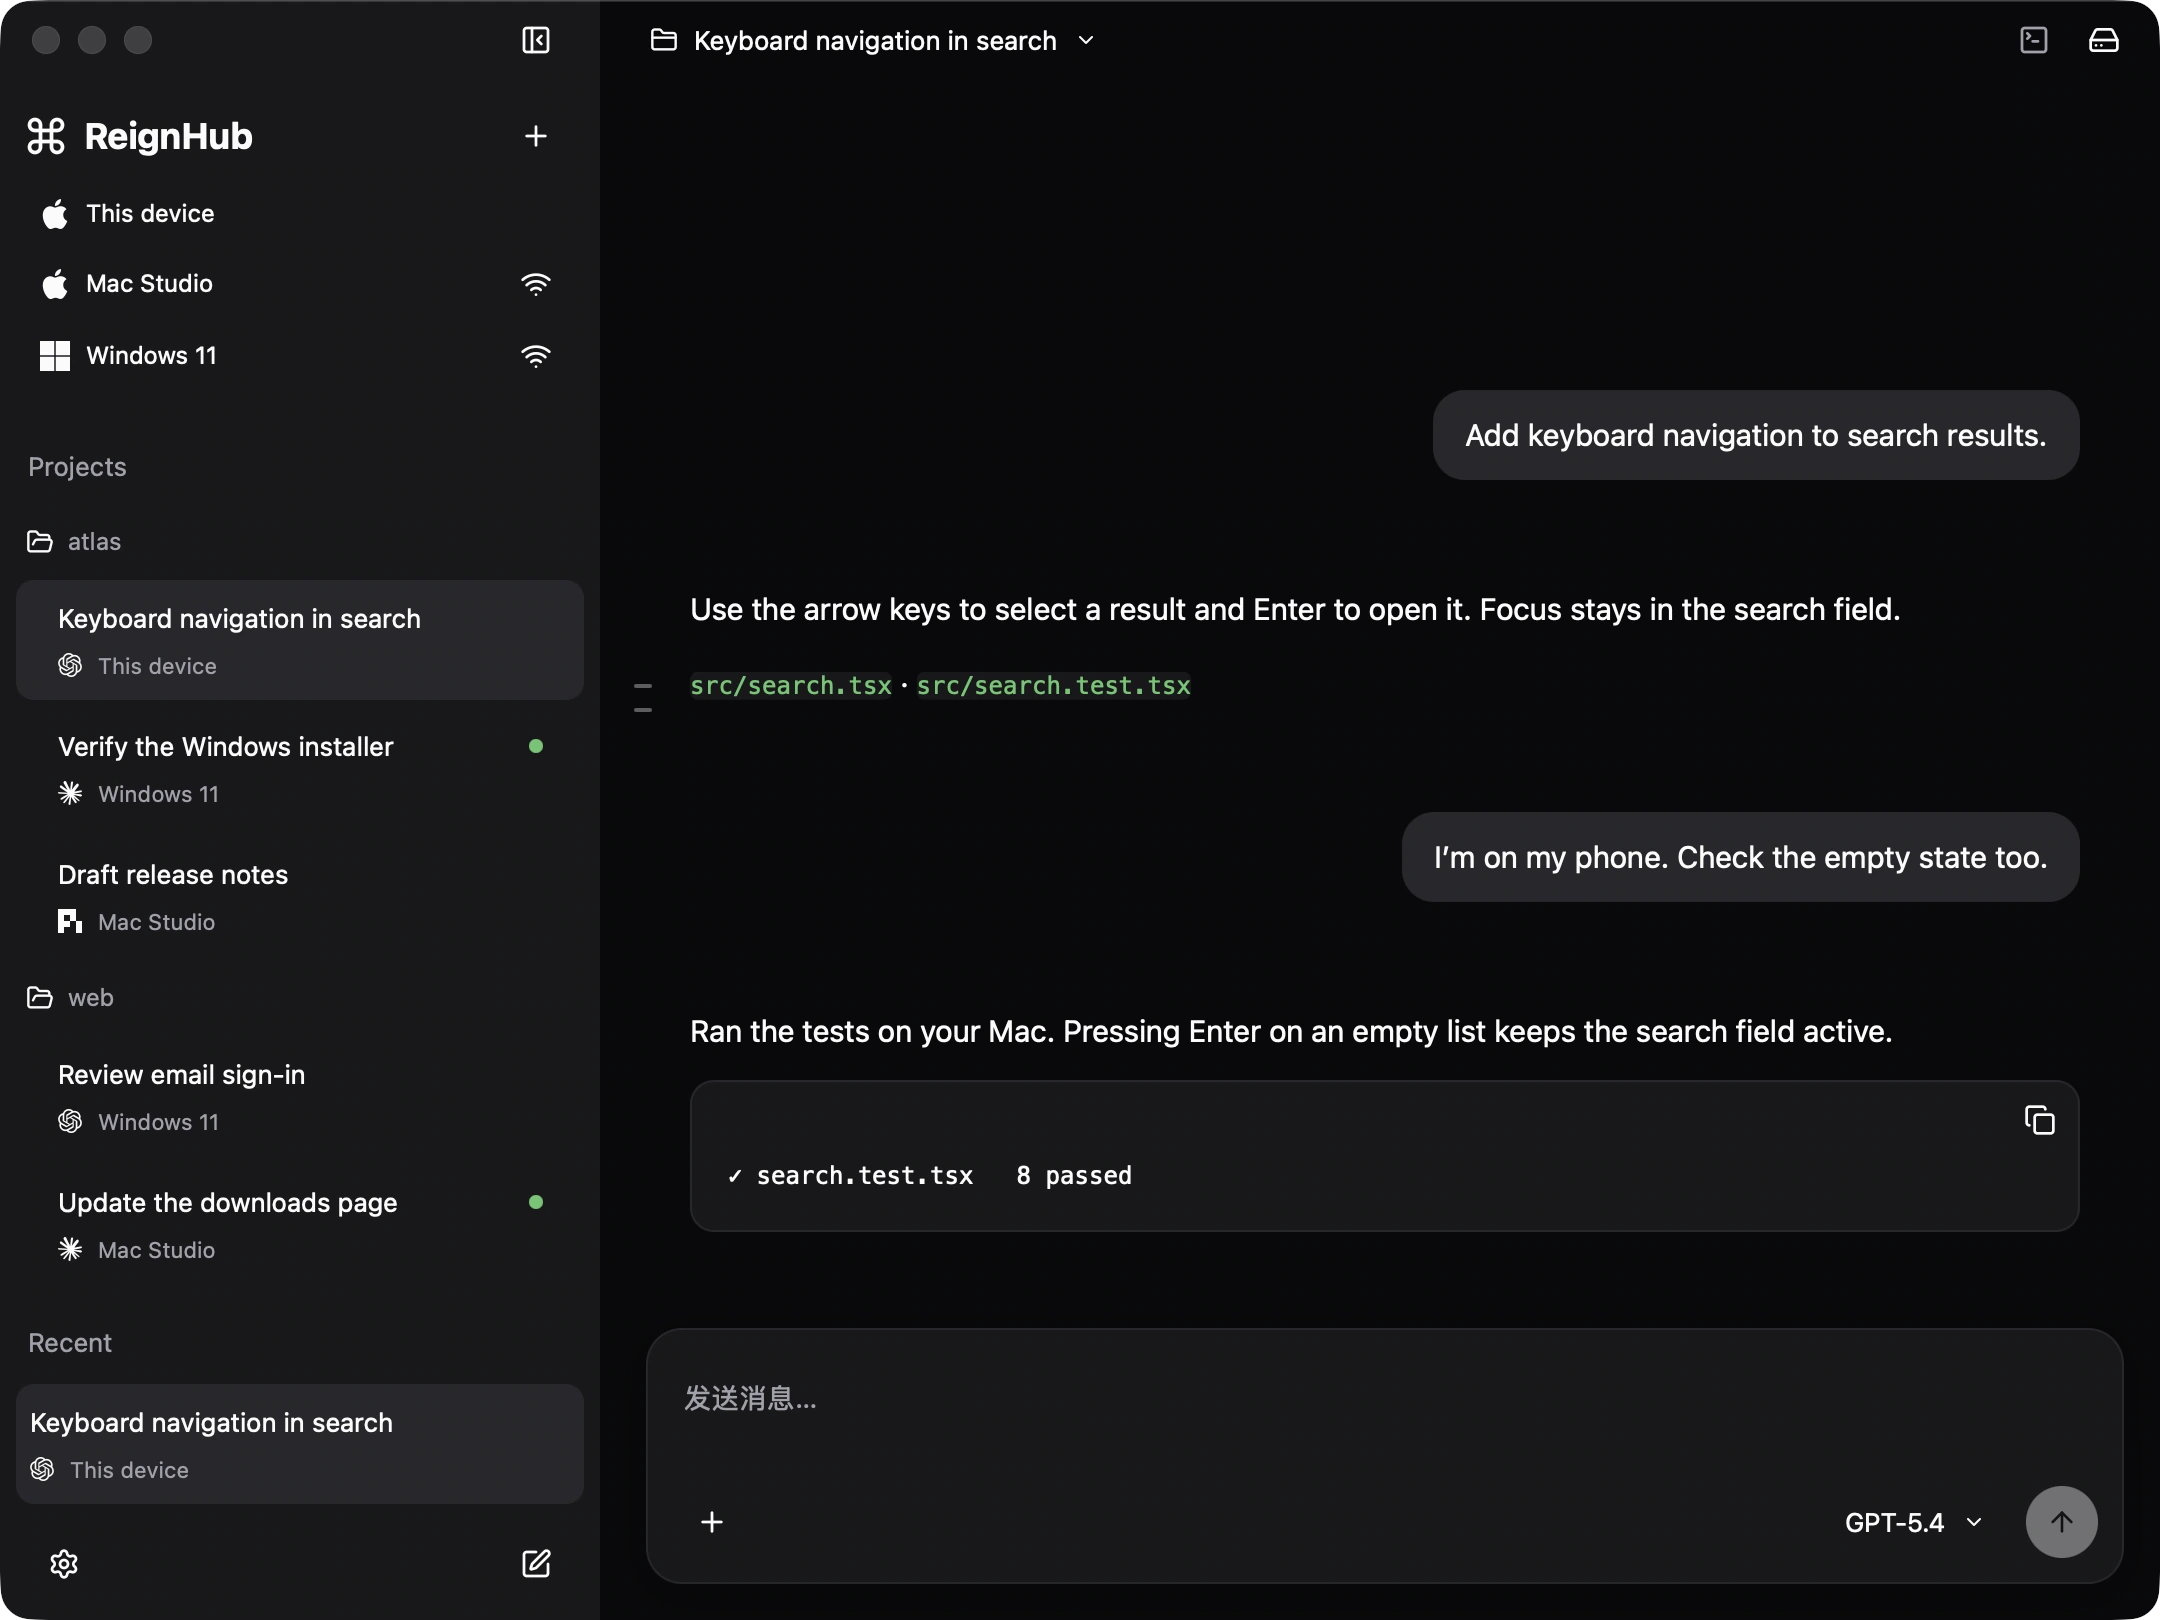 ReignHub
This device
Mac Studio
Windows 11
Projects
atlas
Keyboard navigation in search
This device
Verify the Windows installer
Windows 11
Draft release notes
Mac Studio
web
Review email sign-in
Windows 11
Update the downloads page
Mac Studio
Recent
Keyboard navigation in search
This device
Keyboard navigation in search
Add keyboard navigation to search results.
Use the arrow keys to select a result and Enter to open it. Focus stays in the search field.
src/search.tsx · src/search.test.tsx
I’m on my phone. Check the empty state too.
Ran the tests on your Mac. Pressing Enter on an empty list keeps the search field active.
✓ search.test.tsx   8 passed
发送消息...
GPT-5.4